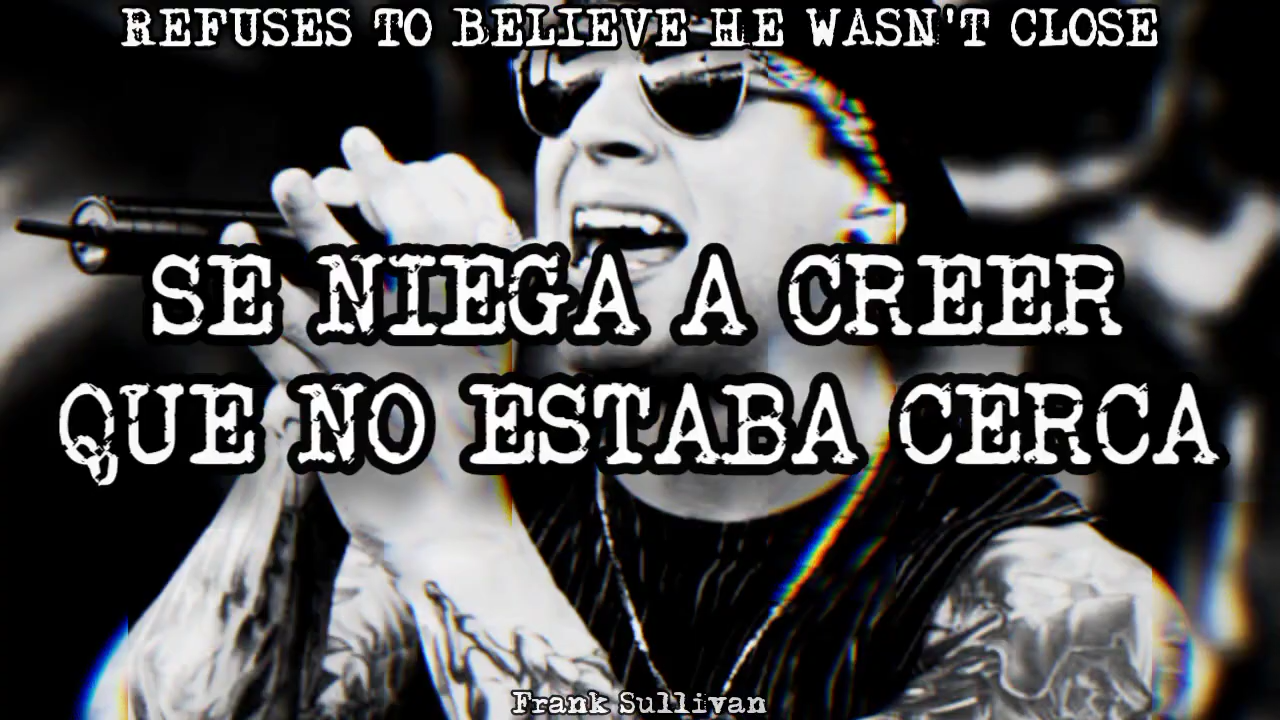 REFUSES TO BELIEVE HE WASN'T CLOSE
SE NIEGA A CREER
QUE NO ESTABA CERCA
Frank Sullivan